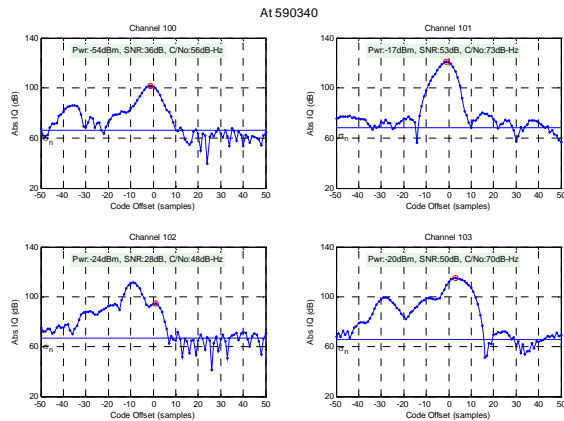 At 590340
Channel 100
Pwr:-54dBm, SNR:36dB, C/No:56dB-Hz
Abs IQ (dB)
140
100
60
20
σn
-50 -40 -30 -20 -10 0 10 20 30 40 50
Code Offset (samples)
Channel 101
Pwr:-17dBm, SNR:53dB, C/No:73dB-Hz
Abs IQ (dB)
140
100
60
20
σn
-50 -40 -30 -20 -10 0 10 20 30 40 50
Code Offset (samples)
Channel 102
Pwr:-24dBm, SNR:28dB, C/No:48dB-Hz
Abs IQ (dB)
140
100
60
20
σn
-50 -40 -30 -20 -10 0 10 20 30 40 50
Code Offset (samples)
Channel 103
Pwr:-20dBm, SNR:50dB, C/No:70dB-Hz
Abs IQ (dB)
140
100
60
20
σn
-50 -40 -30 -20 -10 0 10 20 30 40 50
Code Offset (samples)